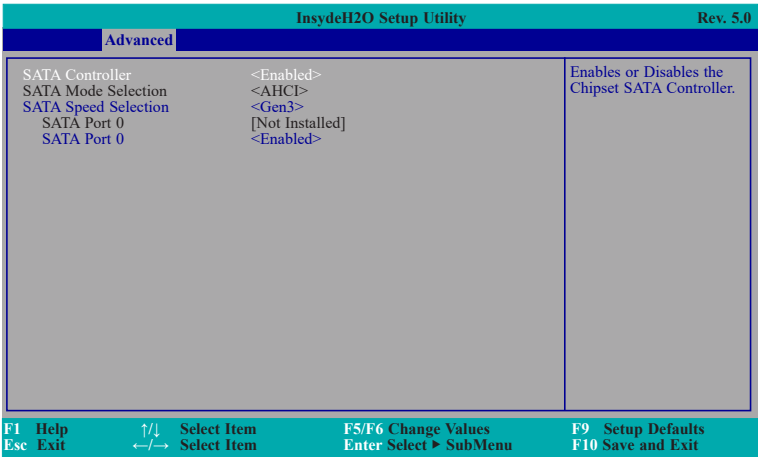 InsydeH2O Setup Utility Rev. 5.0
Advanced
SATA Controller <Enabled>
SATA Mode Selection <AHCI>
SATA Speed Selection <Gen3>
SATA Port 0 [Not Installed]
SATA Port 0 <Enabled>
Enables or Disables the
Chipset SATA Controller.
F1 Help ↑/↓ Select Item F5/F6 Change Values F9 Setup Defaults
Esc Exit ←/→ Select Item Enter Select ▶ SubMenu F10 Save and Exit